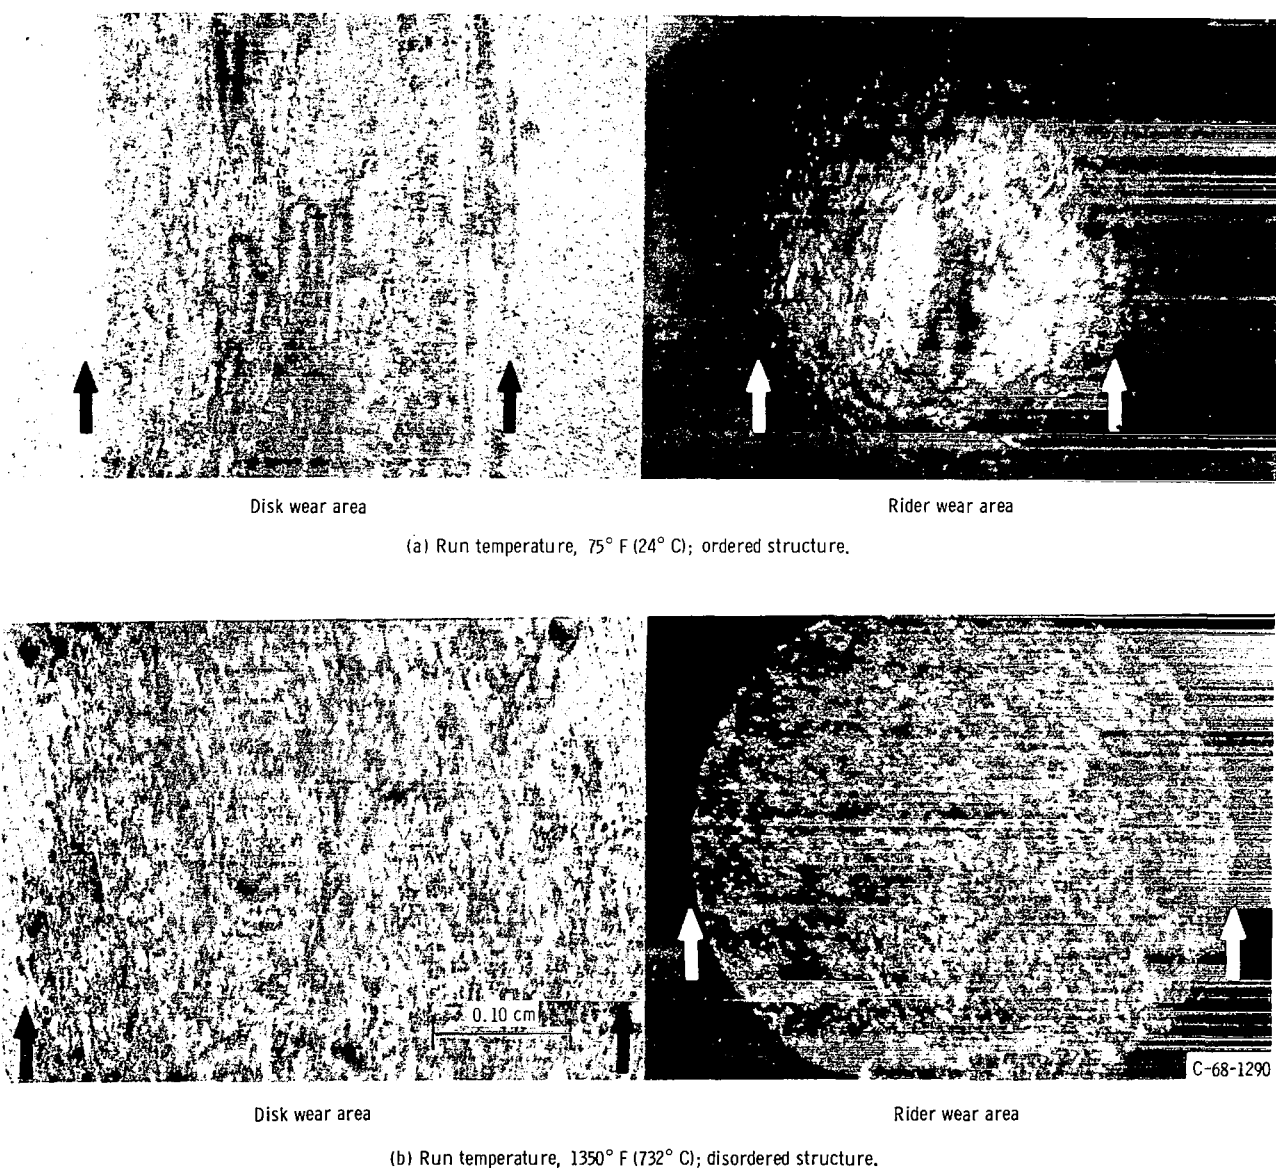 Disk wear area
Rider wear area
(a) Run temperature, 75° F (24° C); ordered structure.
0.10 cm
C-68-1290
Disk wear area
Rider wear area
(b) Run temperature, 1350° F (732° C); disordered structure.